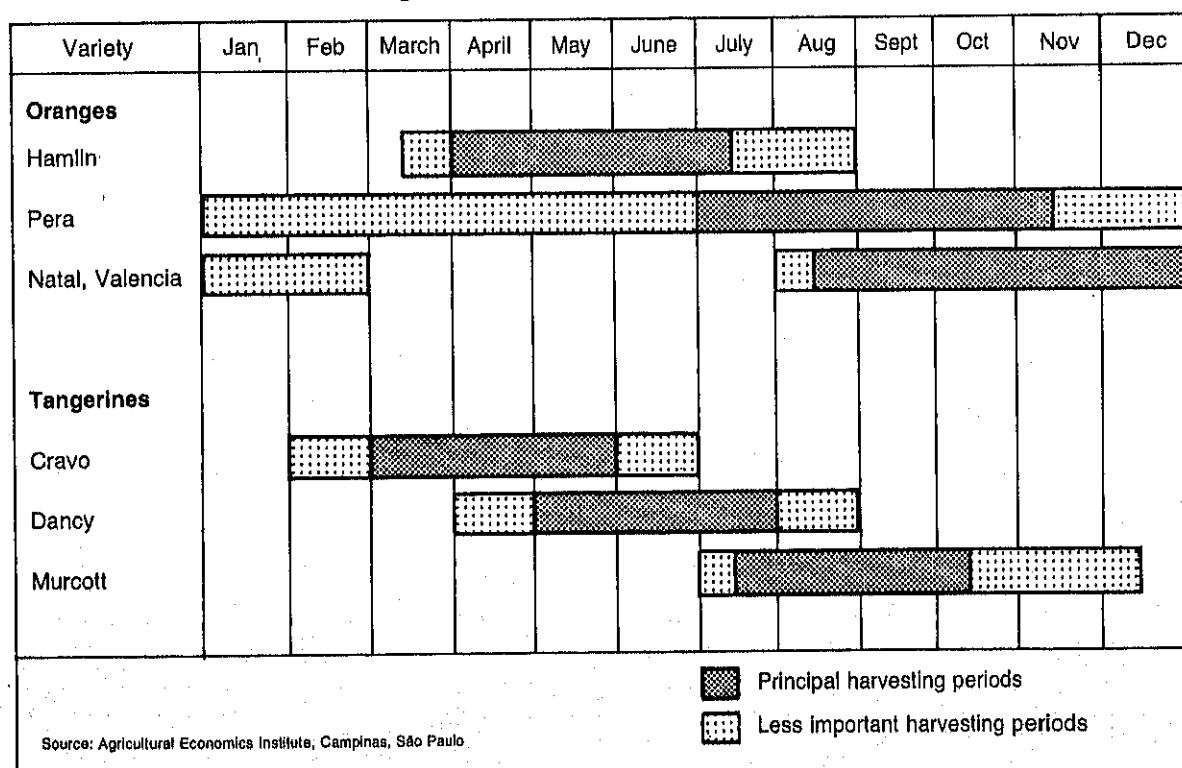 Variety Jan Feb March April May June July Aug Sept Oct Nov Dec
Oranges
Hamlin
Pera
Natal, Valencia
Tangerines
Cravo
Dancy
Murcott
Principal harvesting periods
Less important harvesting periods
Source: Agricultural Economics Institute, Campinas, São Paulo